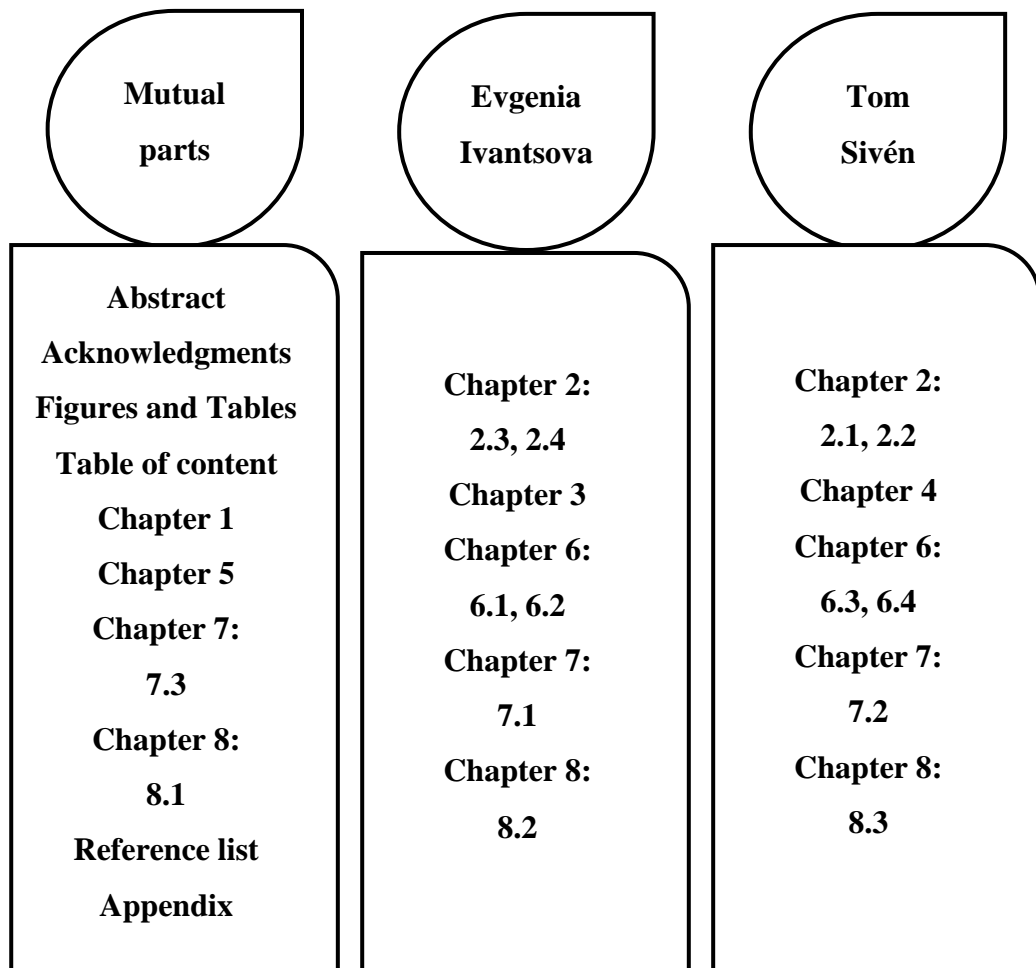 Mutual
parts
Abstract
Acknowledgments
Figures and Tables
Table of content
Chapter 1
Chapter 5
Chapter 7:
7.3
Chapter 8:
8.1
Reference list
Appendix
Evgenia
Ivantsova
Chapter 2:
2.3, 2.4
Chapter 3
Chapter 6:
6.1, 6.2
Chapter 7:
7.1
Chapter 8:
8.2
Tom
Sivén
Chapter 2:
2.1, 2.2
Chapter 4
Chapter 6:
6.3, 6.4
Chapter 7:
7.2
Chapter 8:
8.3